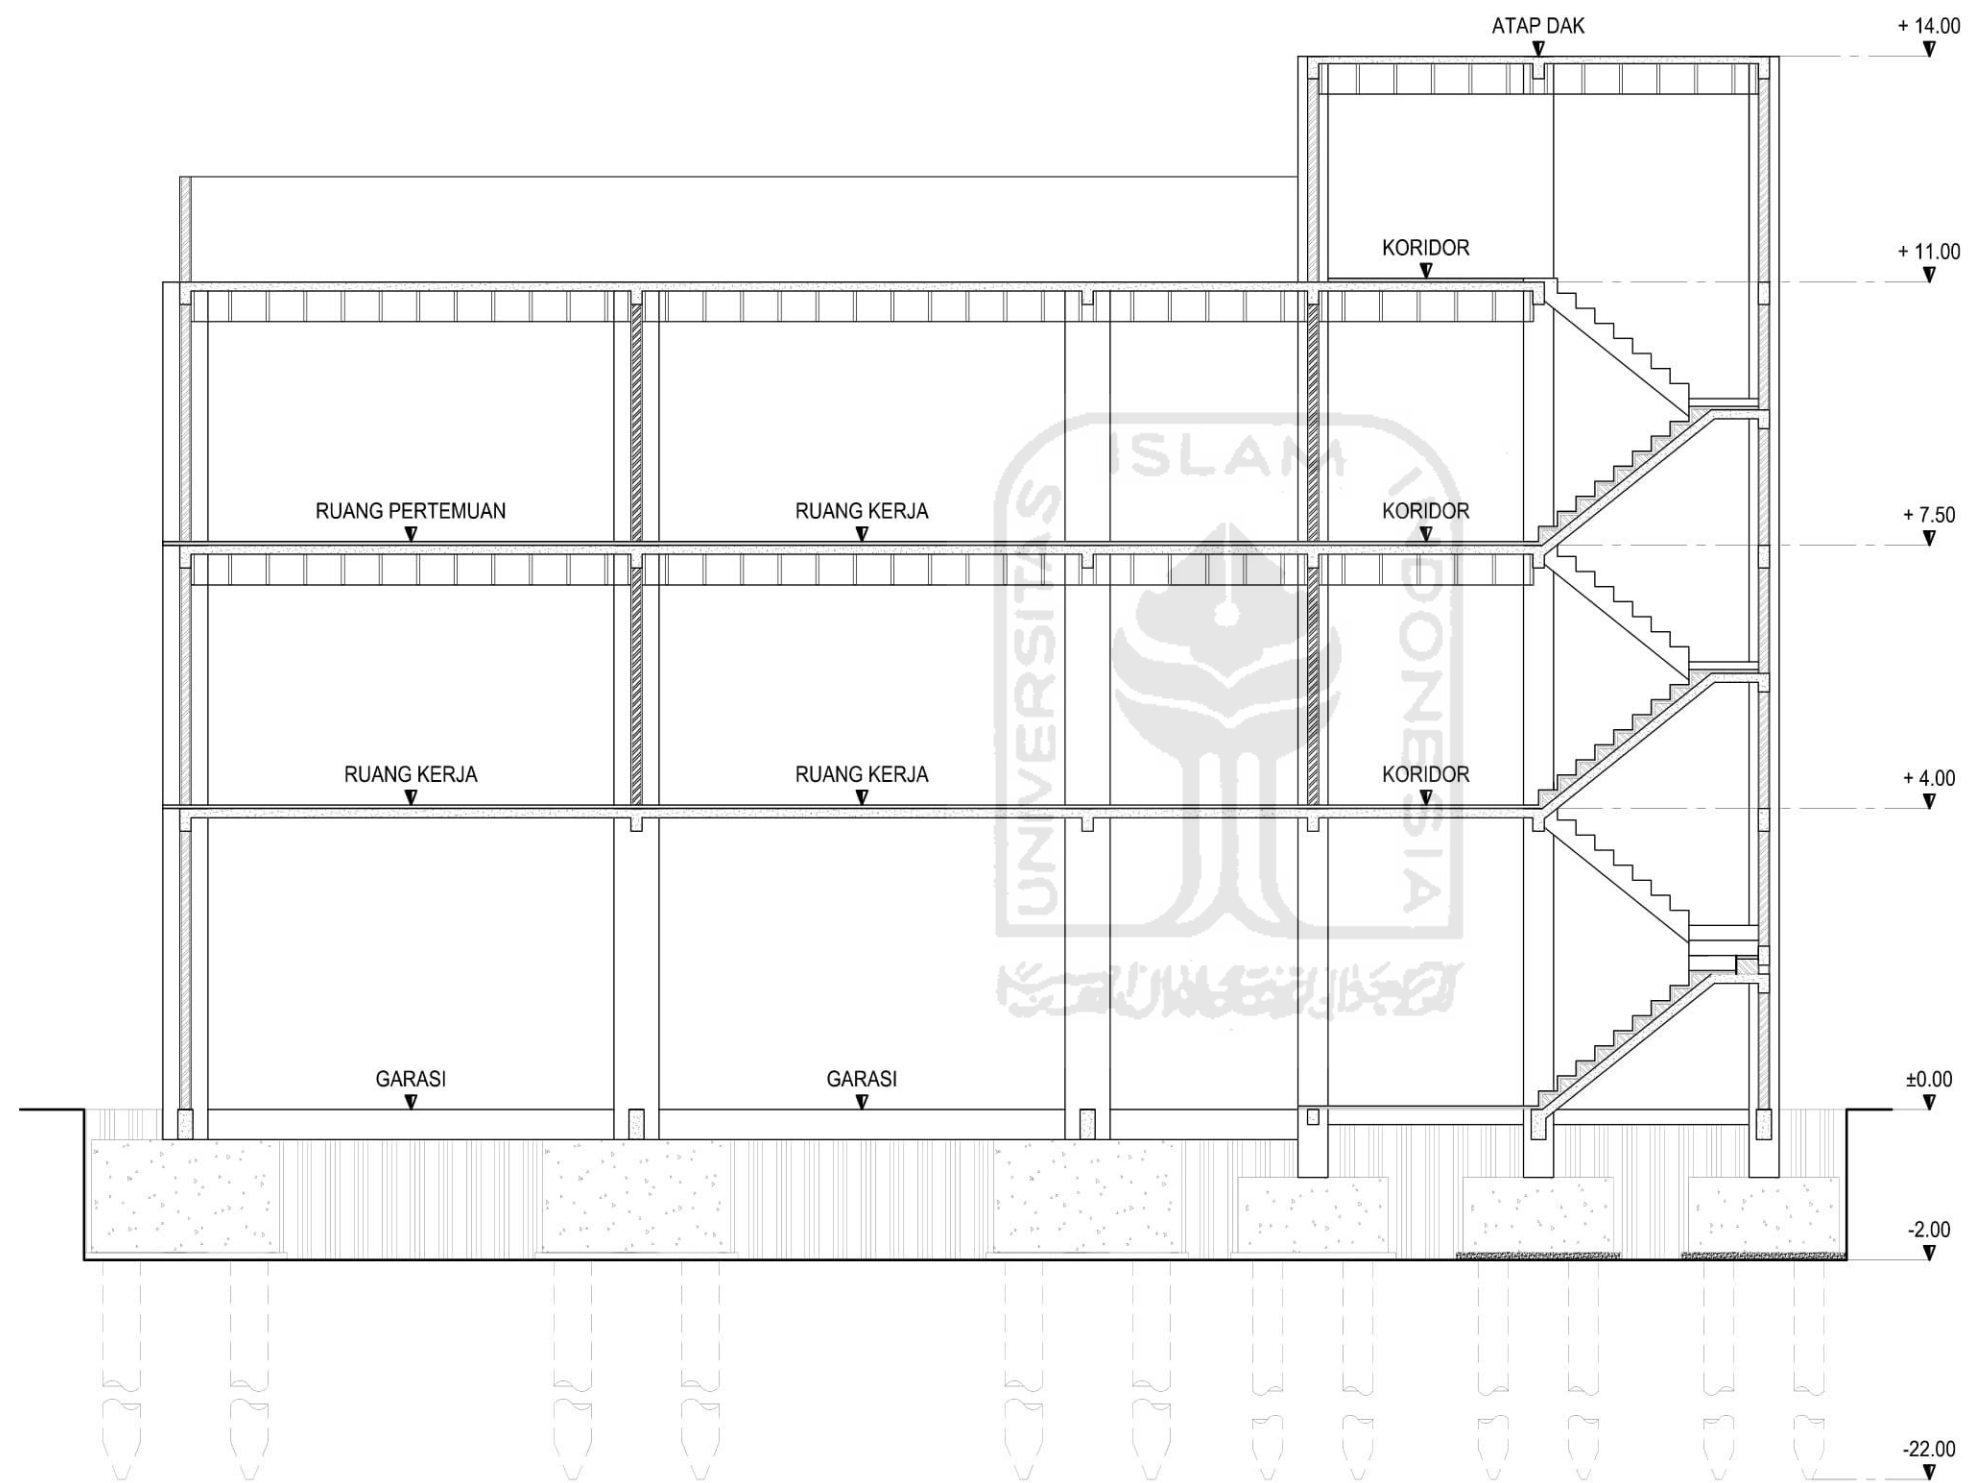 ATAP DAK
+ 14.00
KORIDOR
+ 11.00
RUANG PERTEMUAN
RUANG KERJA
KORIDOR
+ 7.50
RUANG KERJA
RUANG KERJA
KORIDOR
+ 4.00
GARASI
GARASI
±0.00
-2.00
-22.00
UNIVERSITAS
ISLAM
INDONESIA